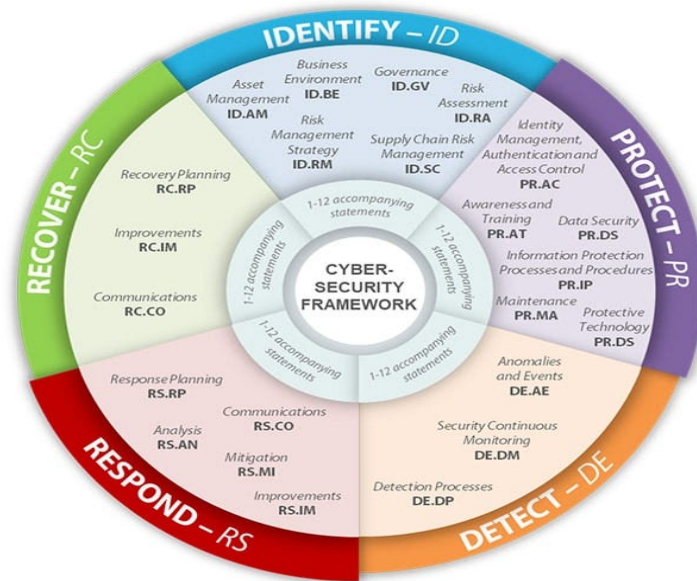 IDENTIFY – ID
Asset
Management
ID.AM
Business
Environment
ID.BE
Governance
ID.GV
Risk
Assessment
ID.RA
Risk
Management
Strategy
ID.RM
Supply Chain Risk
Management
ID.SC
PROTECT – PR
Identity
Management,
Authentication and
Access Control
PR.AC
Awareness and
Training
PR.AT
Data Security
PR.DS
Information Protection
Processes and Procedures
PR.IP
Maintenance
PR.MA
Protective
Technology
PR.DS
DETECT – DE
Anomalies
and Events
DE.AE
Security Continuous
Monitoring
DE.DM
Detection Processes
DE.DP
RESPOND – RS
Response Planning
RS.RP
Communications
RS.CO
Analysis
RS.AN
Mitigation
RS.MI
Improvements
RS.IM
RECOVER – RC
Recovery Planning
RC.RP
Improvements
RC.IM
Communications
RC.CO
1-12 accompanying
statements
1-12 accompanying
statements
1-12 accompanying
statements
1-12 accompanying
statements
1-12 accompanying
statements
CYBER-
SECURITY
FRAMEWORK